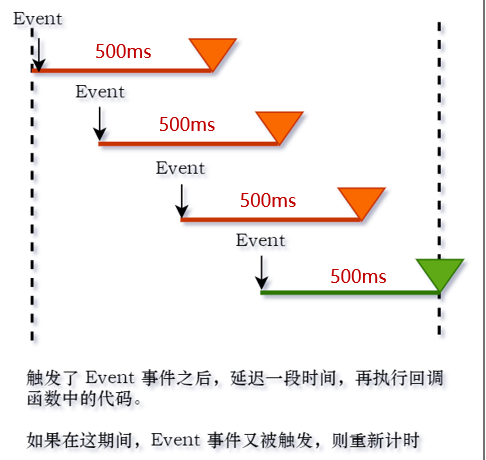 Event
500ms
Event
500ms
Event
500ms
Event
500ms
触发了 Event 事件之后，延迟一段时间，再执行回调
函数中的代码。
如果在这期间，Event 事件又被触发，则重新计时